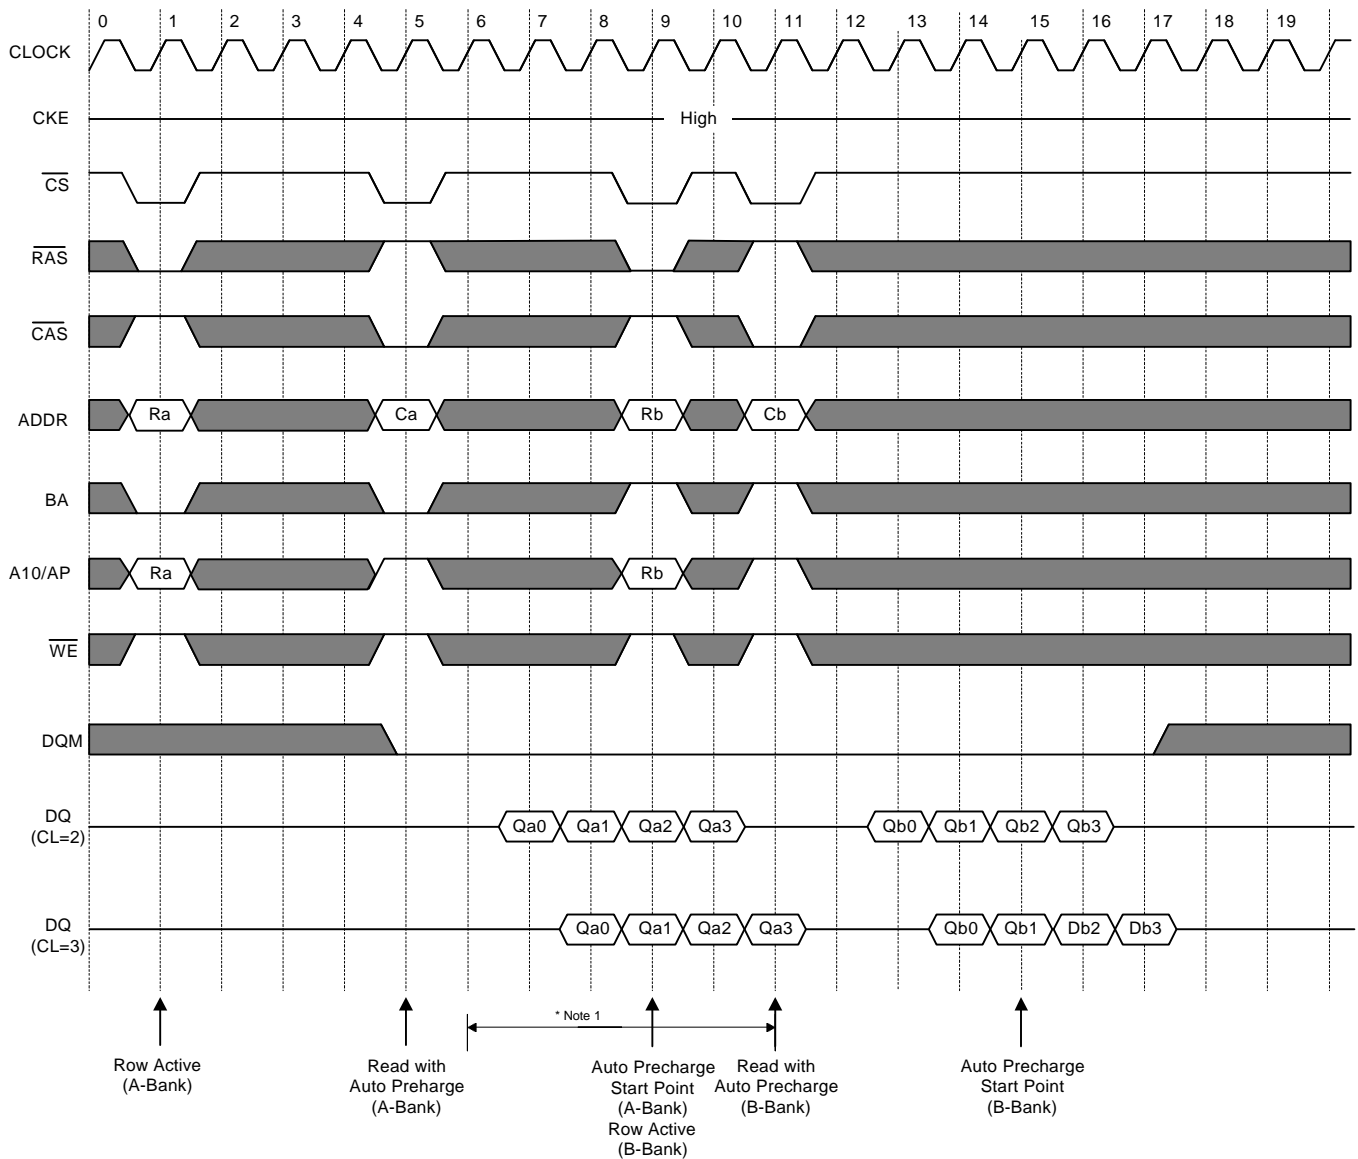 0 1 2 3 4 5 6 7 8 9 10 11 12 13 14 15 16 17 18 19
CLOCK
CKE High
CS
RAS
CAS
ADDR Ra Ca Rb Cb
BA
A10/AP Ra Rb
WE
DQM
DQ
(CL=2)
Qa0 Qa1 Qa2 Qa3 Qb0 Qb1 Qb2 Qb3
DQ
(CL=3)
Qa0 Qa1 Qa2 Qa3 Qb0 Qb1 Db2 Db3
* Note 1
Row Active
(A-Bank)
Read with
Auto Preharge
(A-Bank)
Auto Precharge
Start Point
(A-Bank)
Row Active
(B-Bank)
Read with
Auto Precharge
(B-Bank)
Auto Precharge
Start Point
(B-Bank)